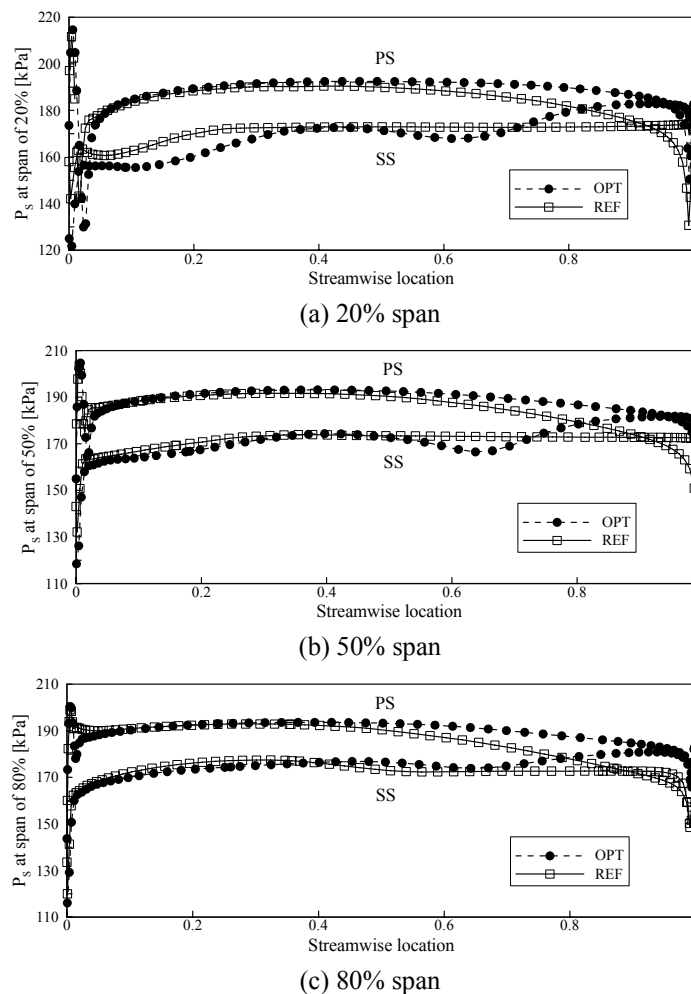 220
200
180
160
140
120
P_s at span of 20% [kPa]
PS
SS
OPT
REF
0 0.2 0.4 0.6 0.8
Streamwise location
(a) 20% span
210
190
170
150
130
110
P_s at span of 50% [kPa]
PS
SS
OPT
REF
0 0.2 0.4 0.6 0.8
Streamwise location
(b) 50% span
210
190
170
150
130
110
P_s at span of 80% [kPa]
PS
SS
OPT
REF
0 0.2 0.4 0.6 0.8
Streamwise location
(c) 80% span